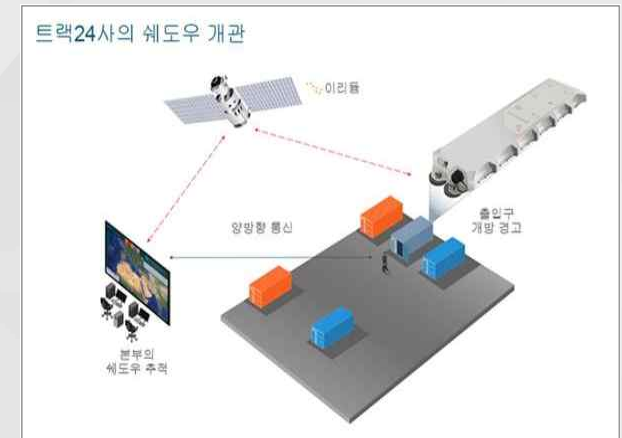 트랙24사의 쉐도우 개관
이리듐
양방향 통신
출입구
개방 경고
본부의
쉐도우 추적